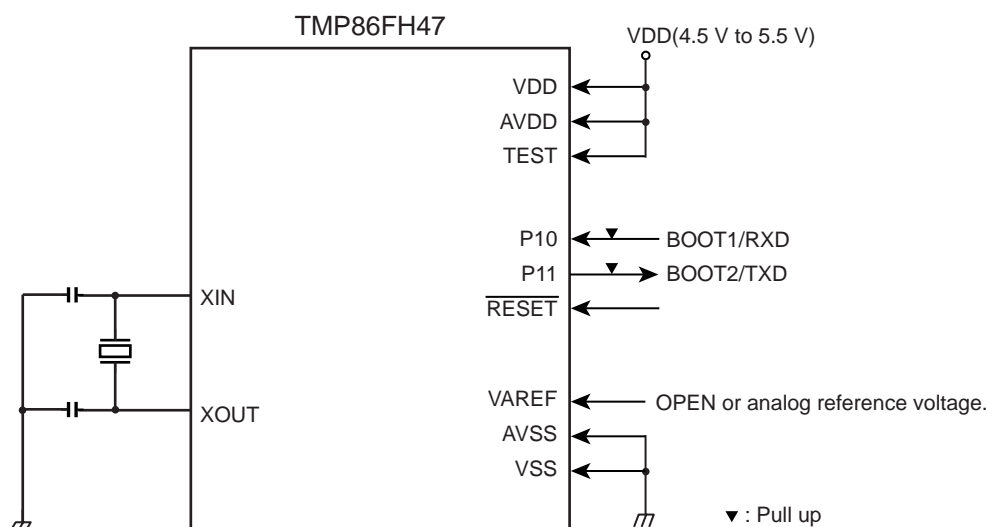 TMP86FH47
VDD(4.5 V to 5.5 V)
VDD
AVDD
TEST
P10
BOOT1/RXD
P11
BOOT2/TXD
RESET
XIN
XOUT
VAREF
OPEN or analog reference voltage.
AVSS
VSS
▼ : Pull up